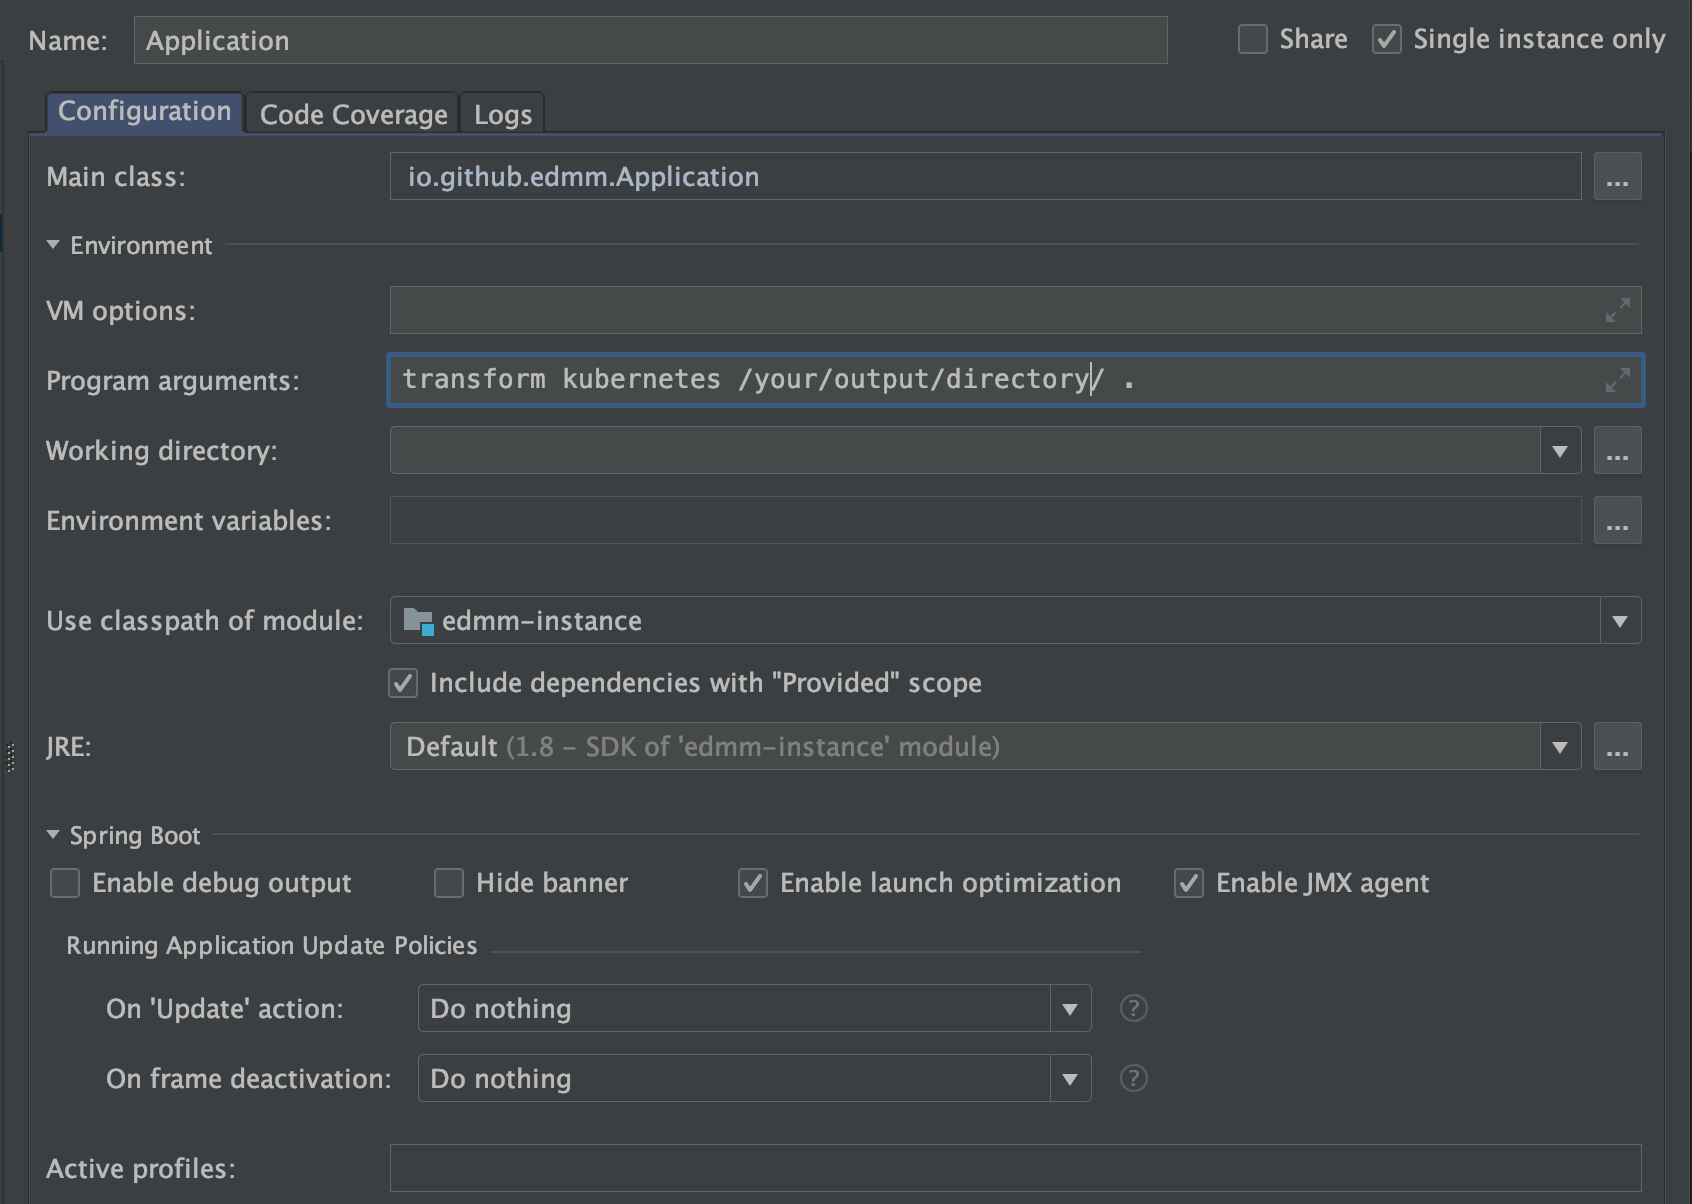 Name: Application Share Single instance only
Configuration Code Coverage Logs
Main class: io.github.edmm.Application ...
Environment
VM options:
Program arguments: transform kubernetes /your/output/directory/ .
Working directory: ...
Environment variables: ...
Use classpath of module: edmm-instance
Include dependencies with "Provided" scope
JRE: Default (1.8 – SDK of 'edmm-instance' module) ...
Spring Boot
Enable debug output Hide banner Enable launch optimization Enable JMX agent
Running Application Update Policies
On 'Update' action: Do nothing ?
On frame deactivation: Do nothing ?
Active profiles: